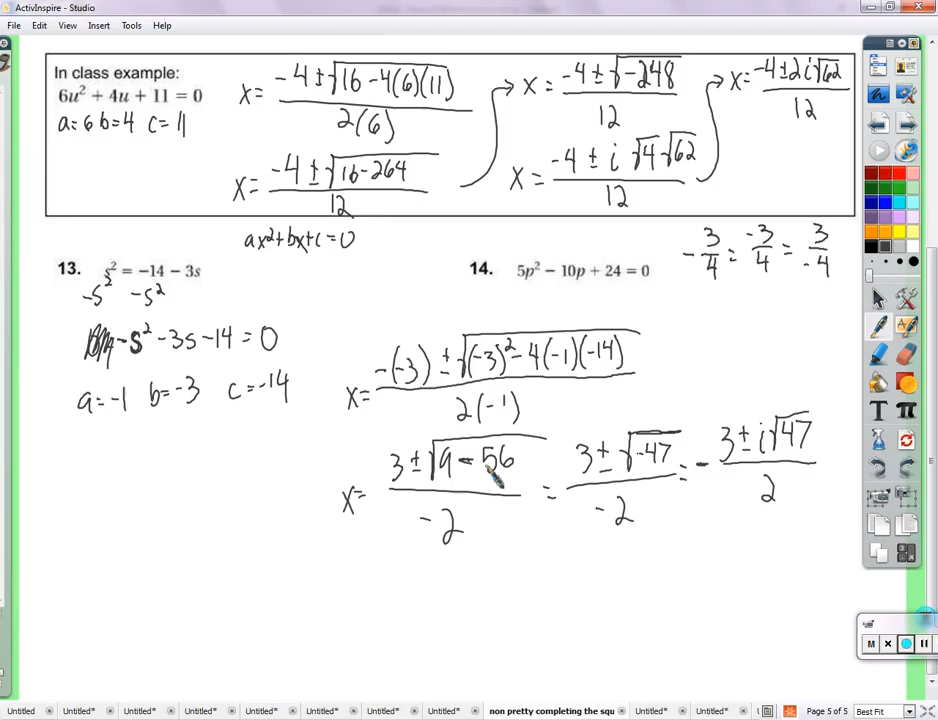 ActivInspire - Studio
File Edit View Insert Tools Help
In class example:
6u² + 4u + 11 = 0
a=6 b=4 c=11
x= -4 ± √16 -4(6)(11) / 2(6)
x= -4 ± √16-264 / 12
x= -4 ± √-248 / 12
x= -4 ± i √4 √62 / 12
x= -4 ± 2i√62 / 12
ax²+bx+c=0
- 3/4 = -3/4 = 3/-4
13. s² = −14 − 3s
-s² -s²
-s² -3s -14 = 0
a=-1 b=-3 c=-14
14. 5p² − 10p + 24 = 0
x= -(-3) ± √(-3)² - 4(-1)(-14) / 2(-1)
x= 3 ± √9 - 56 / -2 = 3 ± √-47 / -2 = - 3 ± i√47 / 2
M
Untitled Untitled* Untitled* Untitled* Untitled* Untitled* Untitled* non pretty completing the squ Untitled* Untitled* Page 5 of 5 Best Fit